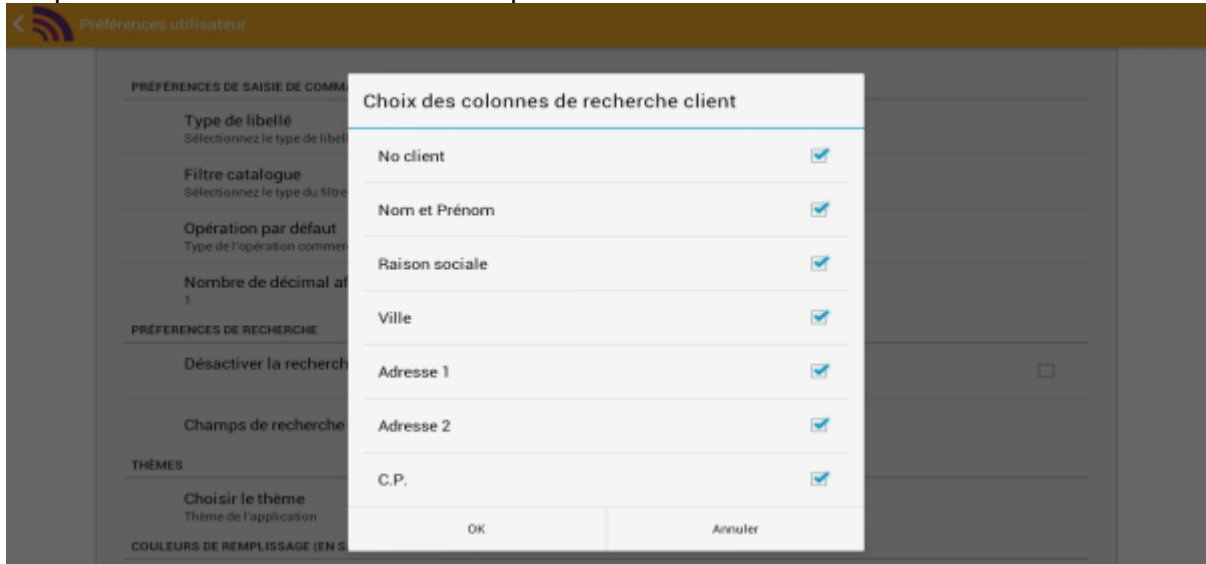 Préférences utilisateur
PRÉFÉRENCES DE SAISIE DE COMM
Type de libellé
Sélectionnez le type de libell
Filtre catalogue
Sélectionnez le type du filtre
Opération par défaut
Type de l'opération commer
Nombre de décimal af
1
PRÉFERENCES DE RECHERCHE
Désactiver la recherch
Champs de recherche
THÈMES
Choisir le thème
Thème de l'application
COULEURS DE REMPLISSAGE (EN S
Choix des colonnes de recherche client
No client
Nom et Prénom
Raison sociale
Ville
Adresse 1
Adresse 2
C.P.
OK
Annuler